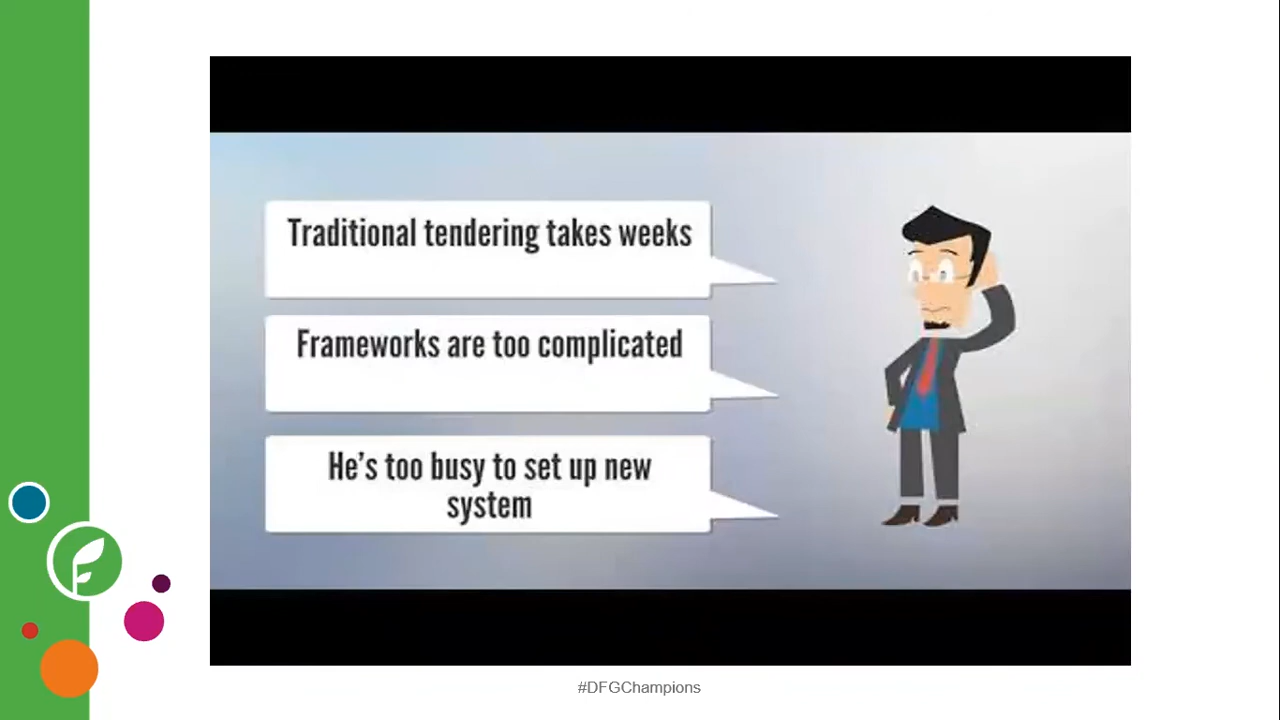 Traditional tendering takes weeks
Frameworks are too complicated
He's too busy to set up new
system
#DFGChampions